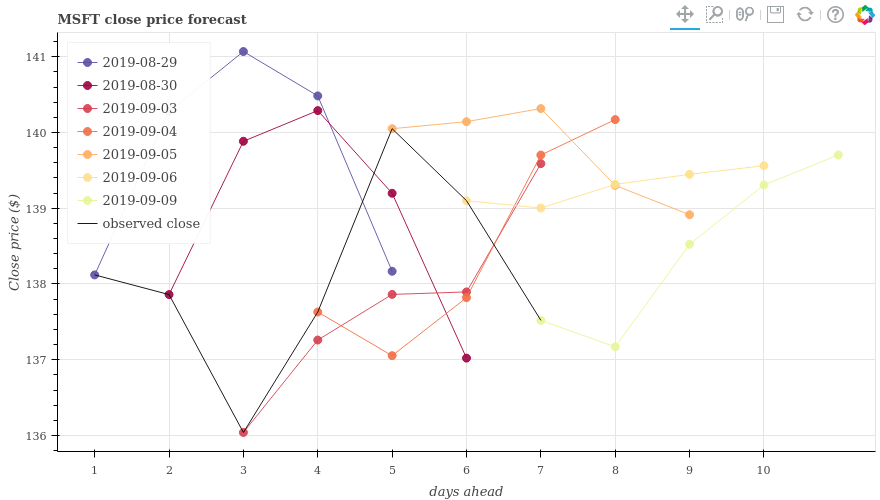 MSFT close price forecast
141
140
139
138
137
136
Close price ($)
2019-08-29
2019-08-30
2019-09-03
2019-09-04
2019-09-05
2019-09-06
2019-09-09
observed close
1 2 3 4 5 6 7 8 9 10
days ahead